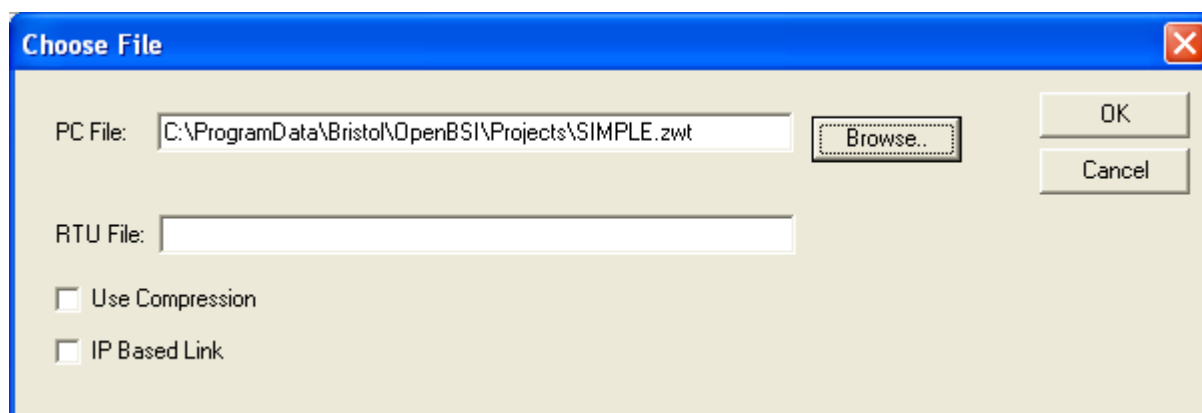 Choose File
PC File: C:\ProgramData\Bristol\OpenBSI\Projects\SIMPLE.zwt Browse.. OK
Cancel
RTU File:
Use Compression
IP Based Link